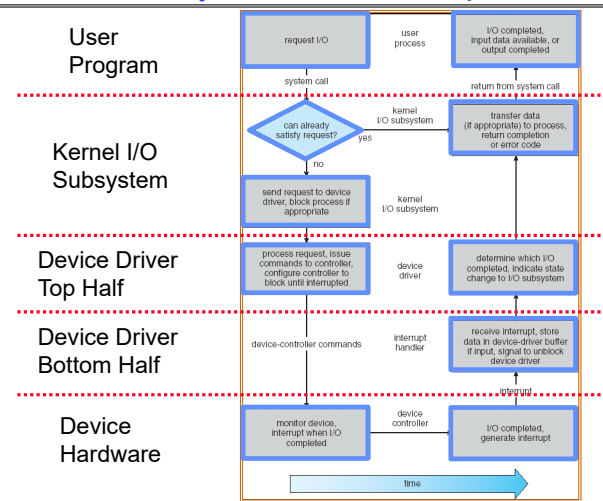 User
Program
request I/O
user
process
I/O completed,
input data available, or
output completed
system call
return from system call
Kernel I/O
Subsystem
can already
satisfy request?
yes
no
kernel
I/O subsystem
transfer data
(if appropriate) to process,
return completion
or error code
send request to device
driver, block process if
appropriate
kernel
I/O subsystem
Device Driver
Top Half
process request, issue
commands to controller,
configure controller to
block until interrupted
device
driver
determine which I/O
completed, indicate state
change to I/O subsystem
Device Driver
Bottom Half
device-controller commands
interrupt
handler
receive interrupt, store
data in device-driver buffer
if input, signal to unblock
device driver
interrupt
Device
Hardware
monitor device,
interrupt when I/O
completed
device
controller
I/O completed,
generate interrupt
time